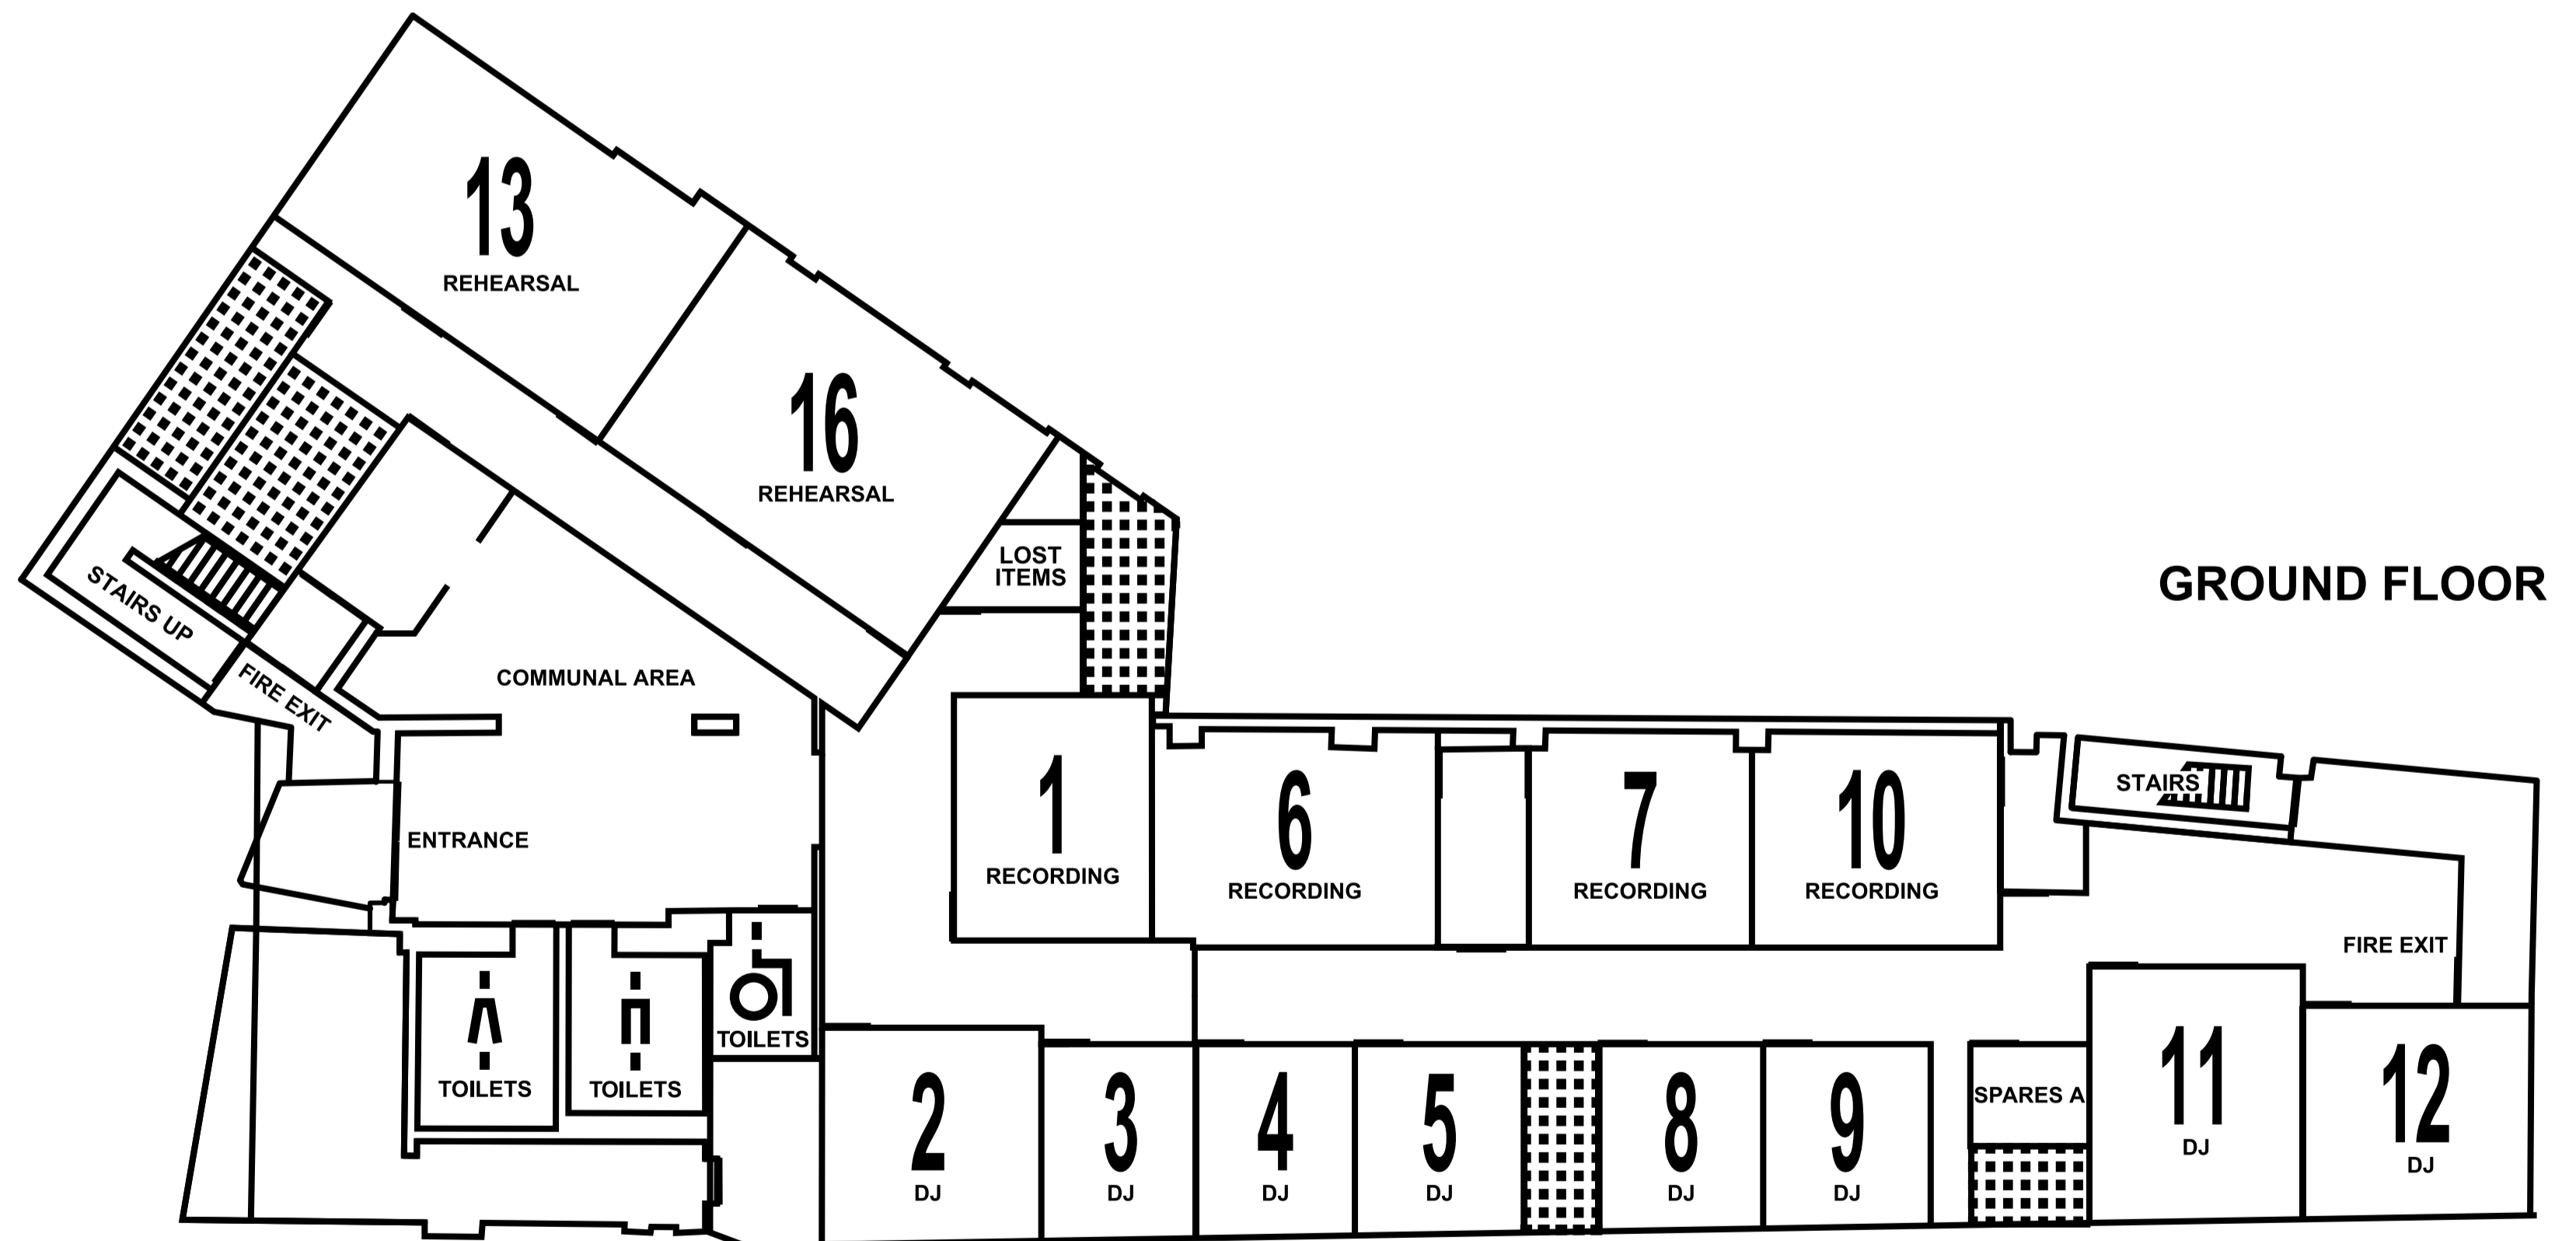 13
REHEARSAL
16
REHEARSAL
LOST
ITEMS
GROUND FLOOR
STAIRS UP
FIRE EXIT
COMMUNAL AREA
ENTRANCE
1
RECORDING
6
RECORDING
7
RECORDING
10
RECORDING
STAIRS
FIRE EXIT
TOILETS
TOILETS
TOILETS
2
DJ
3
DJ
4
DJ
5
DJ
8
DJ
9
DJ
SPARES A
11
DJ
12
DJ